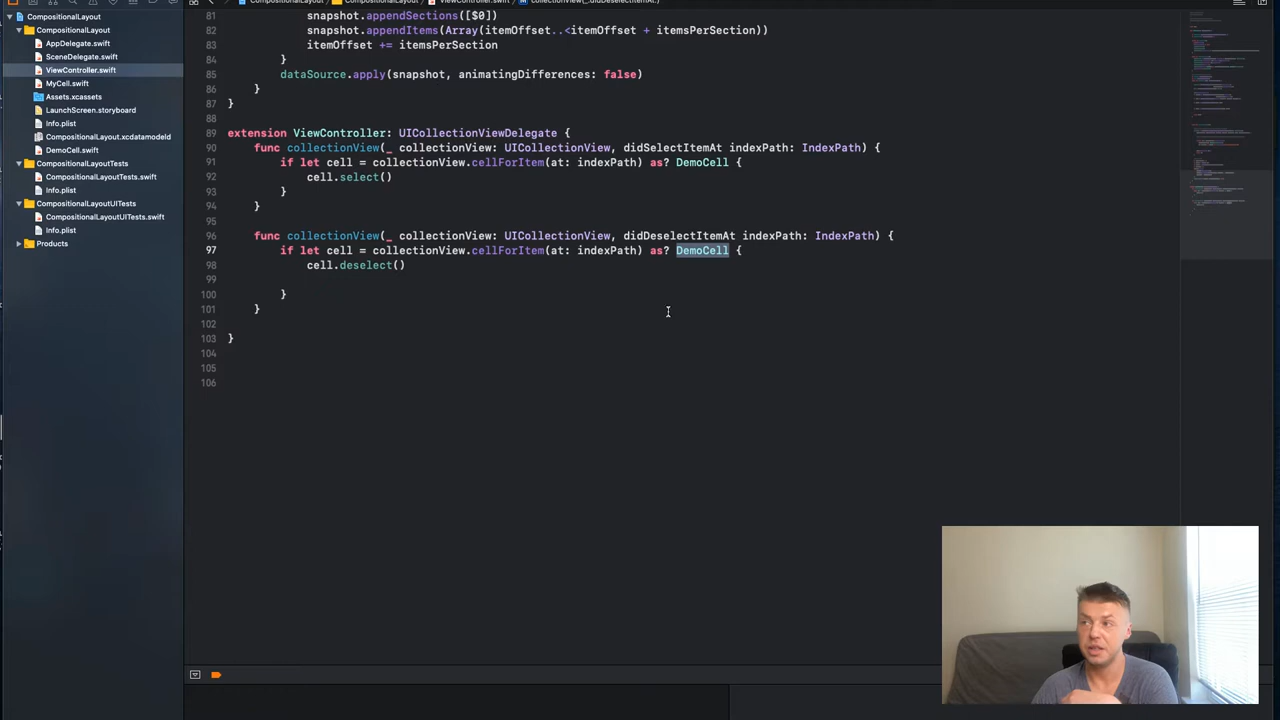 CompositionalLayout
CompositionalLayout
AppDelegate.swift
SceneDelegate.swift
ViewController.swift
MyCell.swift
Assets.xcassets
LaunchScreen.storyboard
Info.plist
CompositionalLayout.xcdatamodeld
DemoCell.swift
CompositionalLayoutTests
CompositionalLayoutTests.swift
Info.plist
CompositionalLayoutUITests
CompositionalLayoutUITests.swift
Info.plist
Products
81 snapshot.appendSections([$0])
82 snapshot.appendItems(Array(itemOffset..<itemOffset + itemsPerSection))
83 itemOffset += itemsPerSection
84 }
85 dataSource.apply(snapshot, animatingDifferences: false)
86 }
87 }
88
89 extension ViewController: UICollectionViewDelegate {
90 func collectionView(_ collectionView: UICollectionView, didSelectItemAt indexPath: IndexPath) {
91 if let cell = collectionView.cellForItem(at: indexPath) as? DemoCell {
92 cell.select()
93 }
94 }
95
96 func collectionView(_ collectionView: UICollectionView, didDeselectItemAt indexPath: IndexPath) {
97 if let cell = collectionView.cellForItem(at: indexPath) as? DemoCell {
98 cell.deselect()
99
100 }
101 }
102
103 }
104
105
106